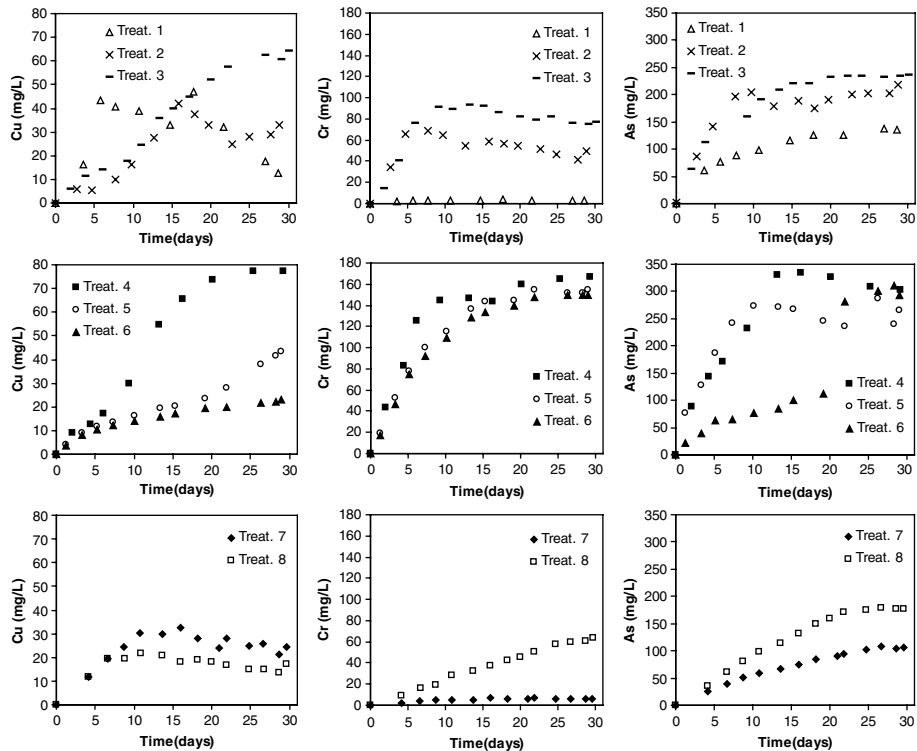 80
70
60
50
40
30
20
10
0
Cu (mg/L)
Treat. 1
Treat. 2
Treat. 3
0 5 10 15 20 25 30
Time(days)
180
160
140
120
100
80
60
40
20
0
Cr (mg/L)
Treat. 1
Treat. 2
Treat. 3
0 5 10 15 20 25 30
Time(days)
350
300
250
200
150
100
50
0
As (mg/L)
Treat. 1
Treat. 2
Treat. 3
0 5 10 15 20 25 30
Time(days)
80
70
60
50
40
30
20
10
0
Cu (mg/L)
Treat. 4
Treat. 5
Treat. 6
0 5 10 15 20 25 30
Time(days)
180
160
140
120
100
80
60
40
20
0
Cr (mg/L)
Treat. 4
Treat. 5
Treat. 6
0 5 10 15 20 25 30
Time(days)
350
300
250
200
150
100
50
0
As (mg/L)
Treat. 4
Treat. 5
Treat. 6
0 5 10 15 20 25 30
Time(days)
80
70
60
50
40
30
20
10
0
Cu (mg/L)
Treat. 7
Treat. 8
0 5 10 15 20 25 30
Time(days)
180
160
140
120
100
80
60
40
20
0
Cr (mg/L)
Treat. 7
Treat. 8
0 5 10 15 20 25 30
Time(days)
350
300
250
200
150
100
50
0
As (mg/L)
Treat. 7
Treat. 8
0 5 10 15 20 25 30
Time(days)